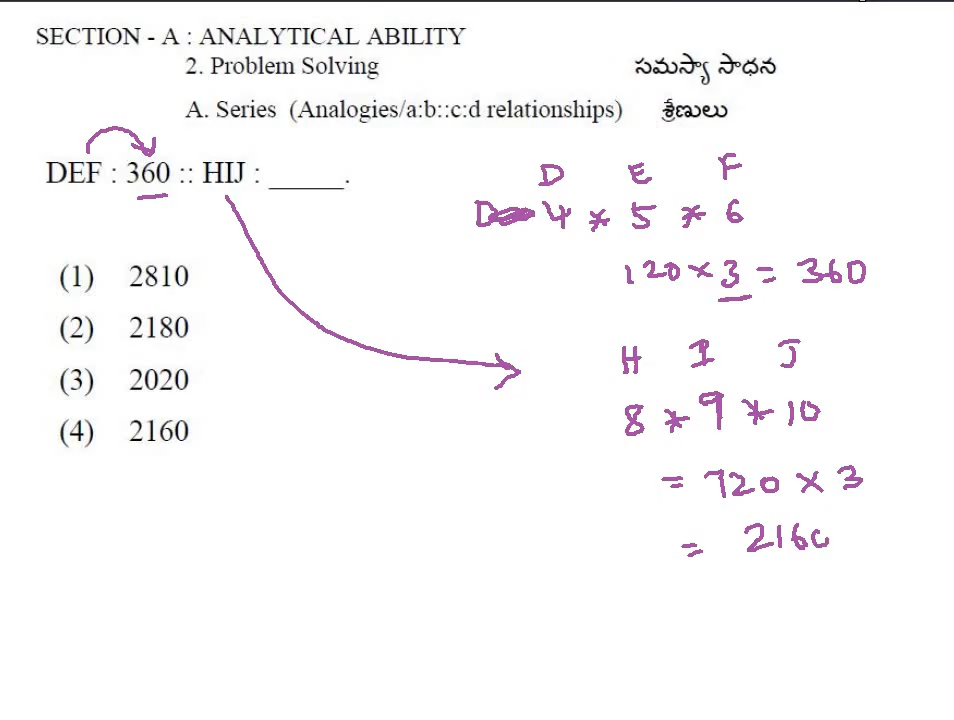 SECTION - A : ANALYTICAL ABILITY
2. Problem Solving సమస్యా సాధన
A. Series (Analogies/a:b::c:d relationships) శ్రేణులు
DEF : 360 :: HIJ : _____.
(1) 2810
(2) 2180
(3) 2020
(4) 2160
D E F
4 * 5 * 6
120 × 3 = 360
H I J
8 * 9 * 10
= 720 × 3
= 2160